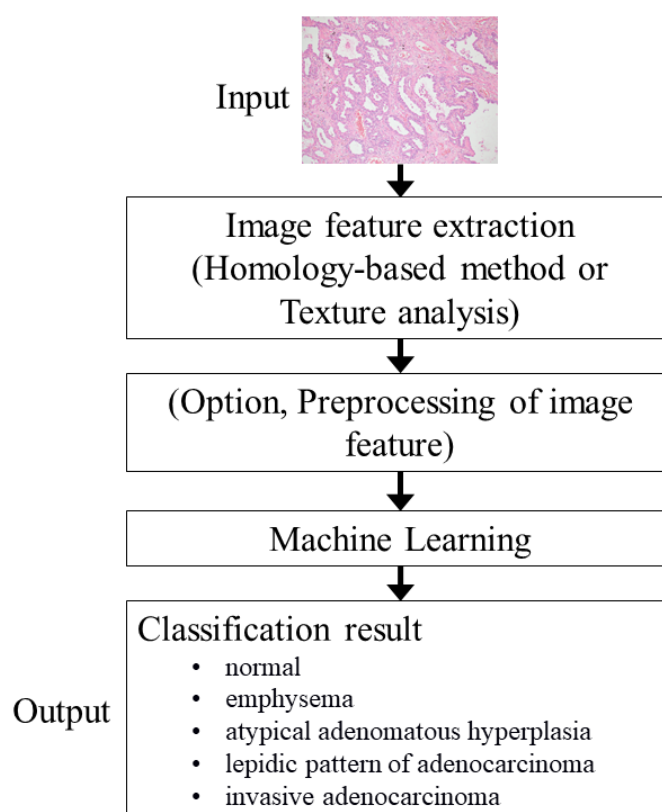 Input
Image feature extraction
(Homology-based method or
Texture analysis)
(Option, Preprocessing of image
feature)
Machine Learning
Classification result
• normal
• emphysema
• atypical adenomatous hyperplasia
• lepidic pattern of adenocarcinoma
• invasive adenocarcinoma
Output